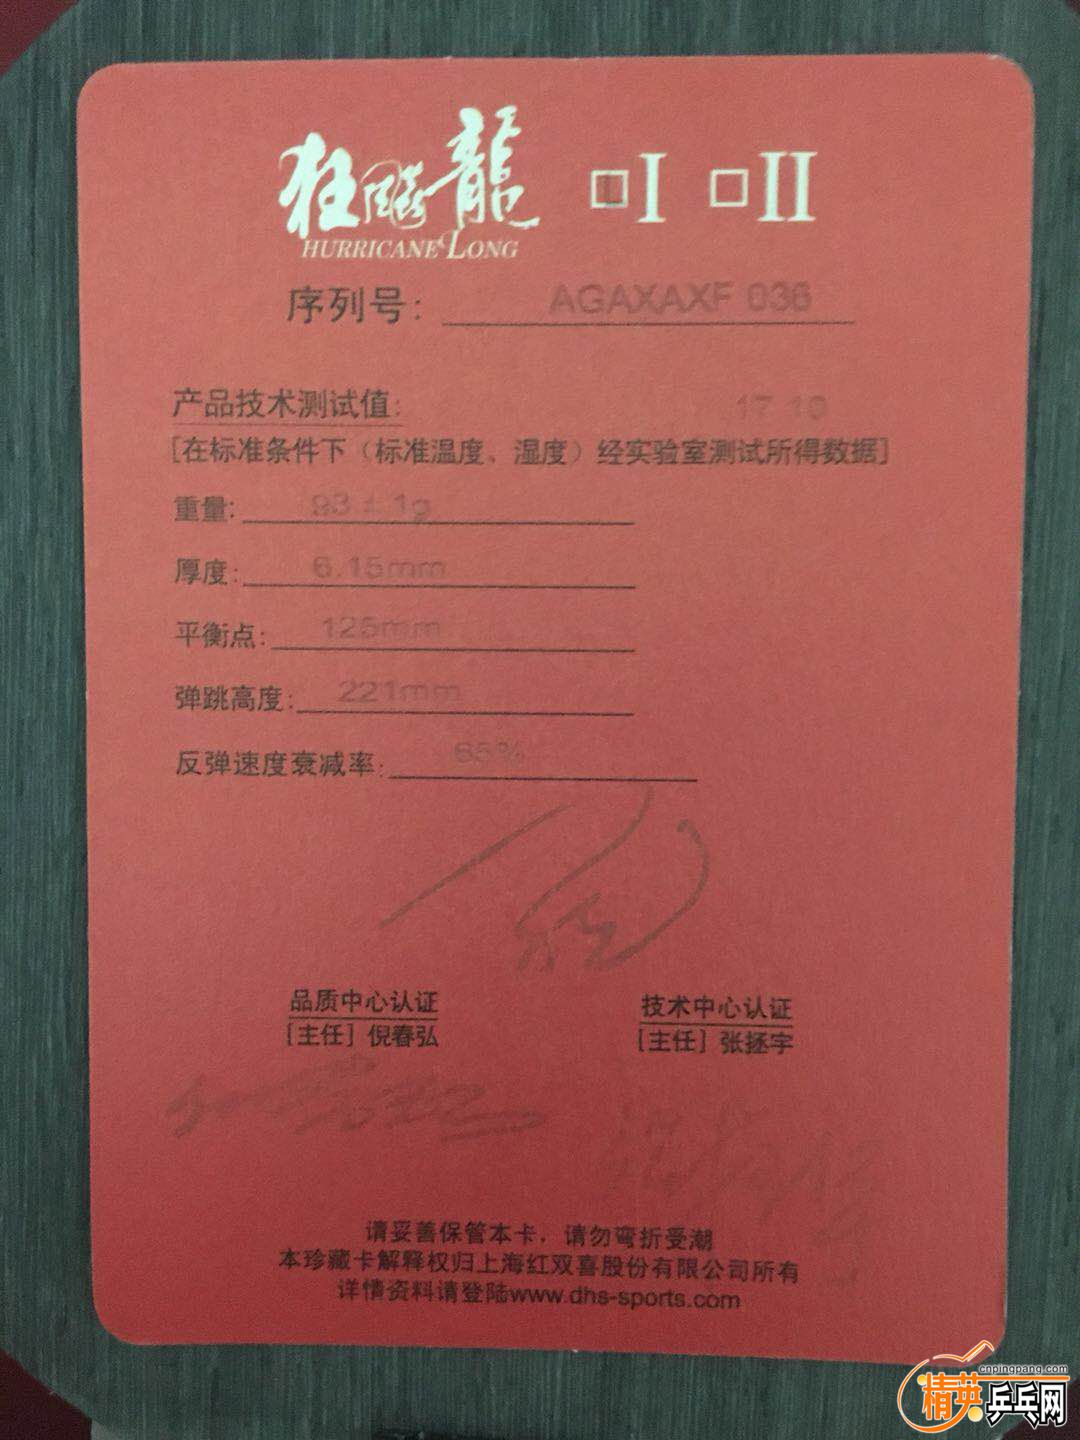 狂飚龍 □I □II
HURRICANE LONG
序列号: AGAXAXF 036
产品技术测试值:
[在标准条件下（标准温度、湿度）经实验室测试所得数据]
重量: 93±1g
厚度: 6.15mm
平衡点: 125mm
弹跳高度: 221mm
反弹速度衰减率: 65%
品质中心认证 技术中心认证
[主任] 倪春弘 [主任] 张拯宇
请妥善保管本卡，请勿弯折受潮
本珍藏卡解释权归上海红双喜股份有限公司所有
详情资料请登陆www.dhs-sports.com
cnpingpang.com
精英乒乓网